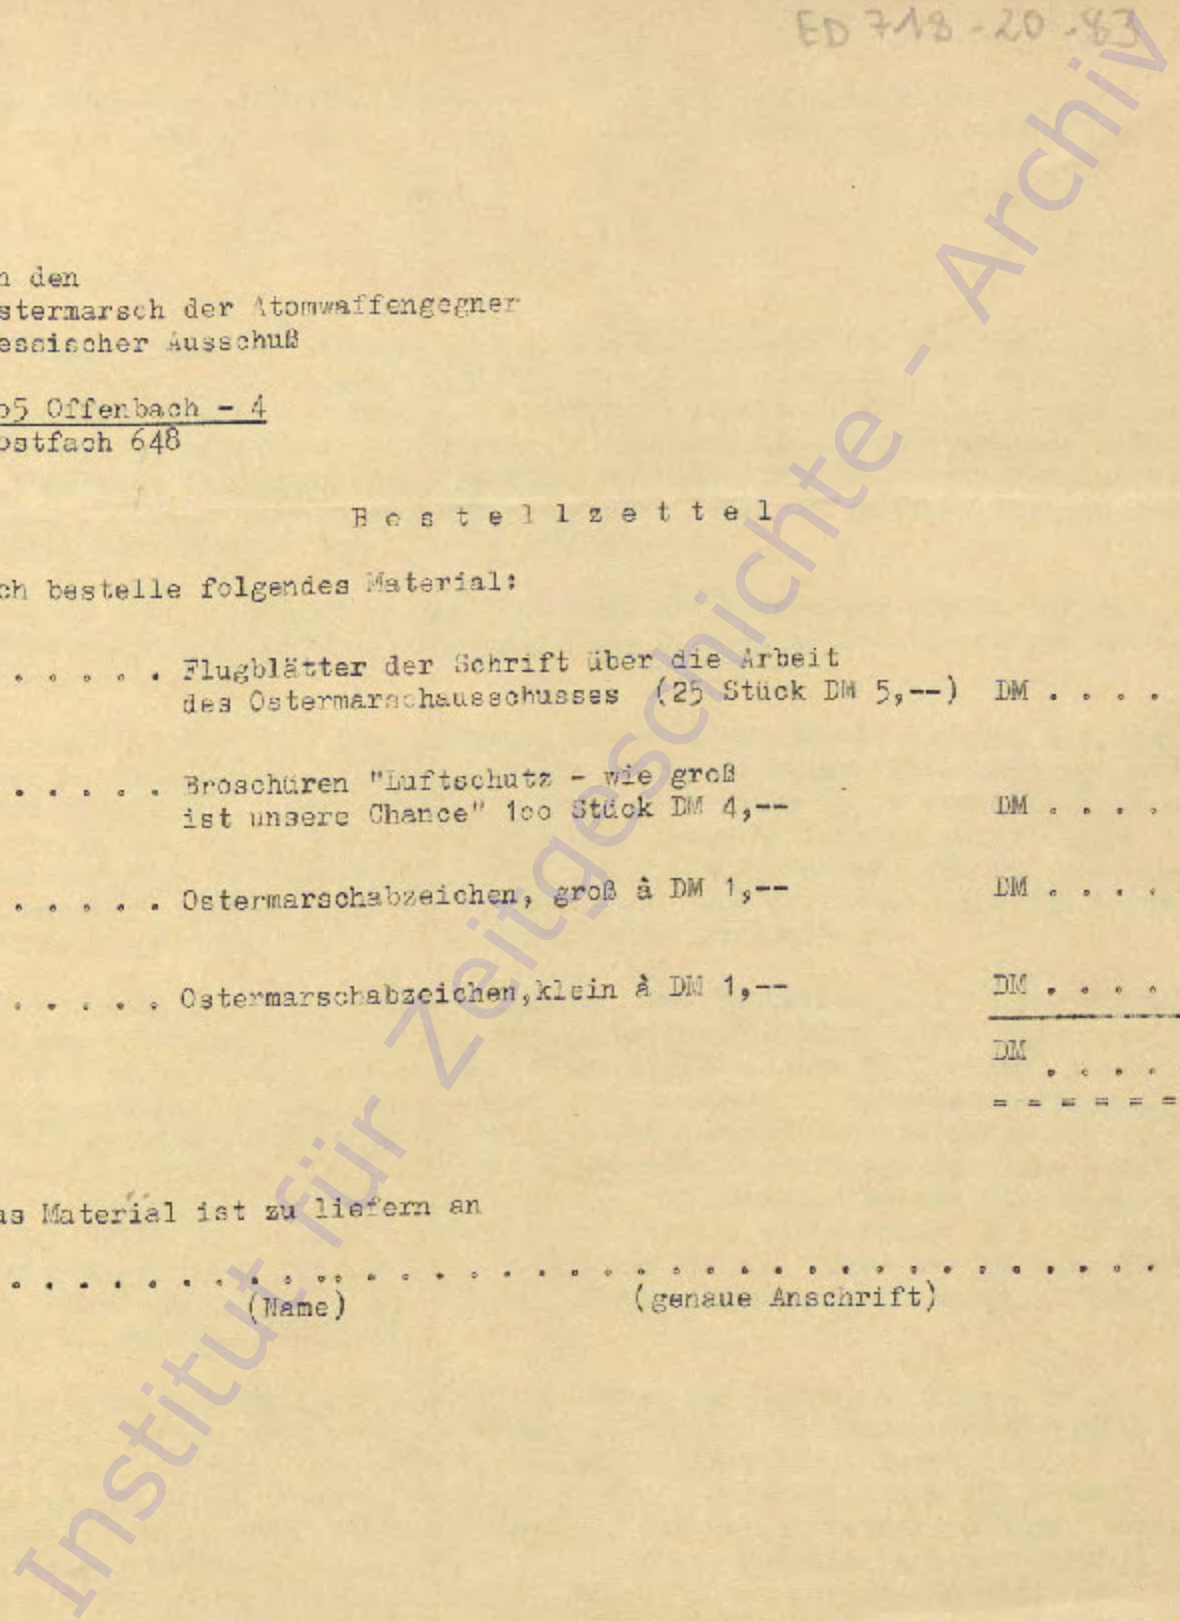 ED 718-20-83
n den
stermarsch der Atomwaffengegner
essischer Ausschuß
o5 Offenbach - 4
ostfach 648
B e s t e l l z e t t e l
ch bestelle folgendes Material:
. . . . . Flugblätter der Schrift über die Arbeit
des Ostermarschausschusses (25 Stück DM 5,--) DM . . . .
. . . . . Broschüren "Luftschutz - wie groß
ist unsere Chance" 1oo Stück DM 4,-- DM . . . .
. . . . . Ostermarschabzeichen, groß à DM 1,-- DM . . . .
. . . . . Ostermarschabzeichen,klein à DM 1,-- DM . . . .
DM . . . .
= = = = = =
as Material ist zu liefern an
. . . . . . . . . . . . . . . . . . . . . . . . . . . . . . . . . . .
(Name) (genaue Anschrift)
Institut für Zeitgeschichte - Archiv